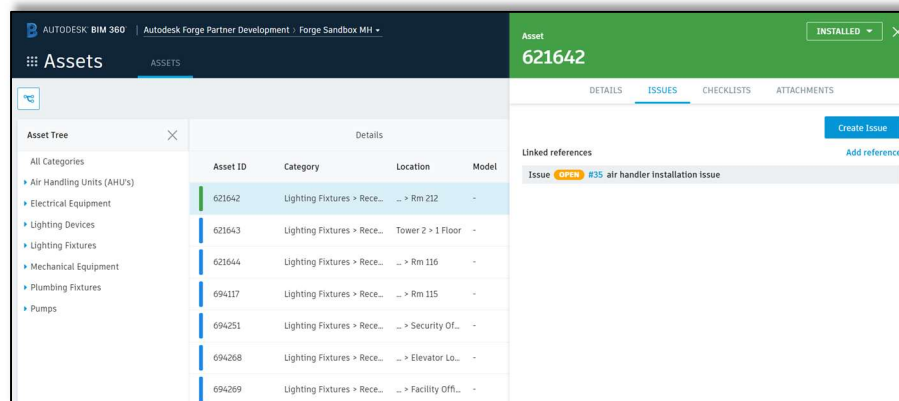 AUTODESK® BIM 360® Autodesk Forge Partner Development > Forge Sandbox MH
Assets ASSETS
Asset
621642
INSTALLED
DETAILS ISSUES CHECKLISTS ATTACHMENTS
Create Issue
Linked references Add reference
Issue OPEN #35 air handler installation issue
Asset Tree
All Categories
Air Handling Units (AHU's)
Electrical Equipment
Lighting Devices
Lighting Fixtures
Mechanical Equipment
Plumbing Fixtures
Pumps
Details
Asset ID Category Location Model
621642 Lighting Fixtures > Rece... ... > Rm 212 -
621643 Lighting Fixtures > Rece... Tower 2 > 1 Floor -
621644 Lighting Fixtures > Rece... ... > Rm 116 -
694117 Lighting Fixtures > Rece... ... > Rm 115 -
694251 Lighting Fixtures > Rece... ... > Security Of... -
694268 Lighting Fixtures > Rece... ... > Elevator Lo... -
694269 Lighting Fixtures > Rece... ... > Facility Offi... -